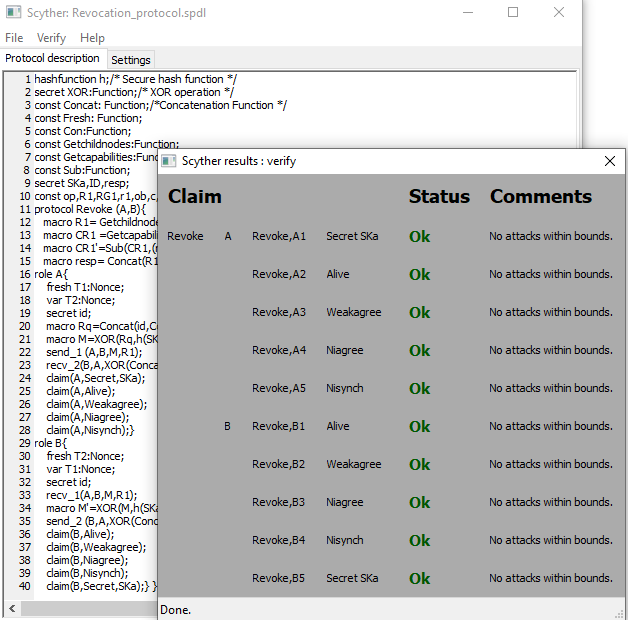 Scyther: Revocation_protocol.spdl
File Verify Help
Protocol description Settings
1 hashfunction h;/* Secure hash function */
2 secret XOR:Function;/* XOR operation */
3 const Concat: Function;/*Concatenation Function */
4 const Fresh: Function;
5 const Con:Function;
6 const Getchildnodes:Function;
7 const Getcapabilities:Func
8 const Sub:Function;
9 secret SKa,ID,resp;
10 const op,R1,RG1,r1,ob,c,
11 protocol Revoke (A,B){
12 macro R1= Getchildnode
13 macro CR1 =Getcapabil
14 macro CR1'=Sub(CR1,(r
15 macro resp= Concat(R1
16 role A{
17 fresh T1:Nonce;
18 var T2:Nonce;
19 secret id;
20 macro Rq=Concat(id,C
21 macro M=XOR(Rq,h(SK
22 send_1 (A,B,M,R1);
23 recv_2(B,A,XOR(Conca
24 claim(A,Secret,SKa);
25 claim(A,Alive);
26 claim(A,Weakagree);
27 claim(A,Niagree);
28 claim(A,Nisynch);}
29 role B{
30 fresh T2:Nonce;
31 var T1:Nonce;
32 secret id;
33 recv_1(A,B,M,R1);
34 macro M'=XOR(M,h(SKa
35 send_2 (B,A,XOR(Conc
36 claim(B,Alive);
37 claim(B,Weakagree);
38 claim(B,Niagree);
39 claim(B,Nisynch);
40 claim(B,Secret,SKa);} }
Scyther results : verify
Claim Status Comments
Revoke A Revoke,A1 Secret SKa Ok No attacks within bounds.
Revoke,A2 Alive Ok No attacks within bounds.
Revoke,A3 Weakagree Ok No attacks within bounds.
Revoke,A4 Niagree Ok No attacks within bounds.
Revoke,A5 Nisynch Ok No attacks within bounds.
B Revoke,B1 Alive Ok No attacks within bounds.
Revoke,B2 Weakagree Ok No attacks within bounds.
Revoke,B3 Niagree Ok No attacks within bounds.
Revoke,B4 Nisynch Ok No attacks within bounds.
Revoke,B5 Secret SKa Ok No attacks within bounds.
Done.